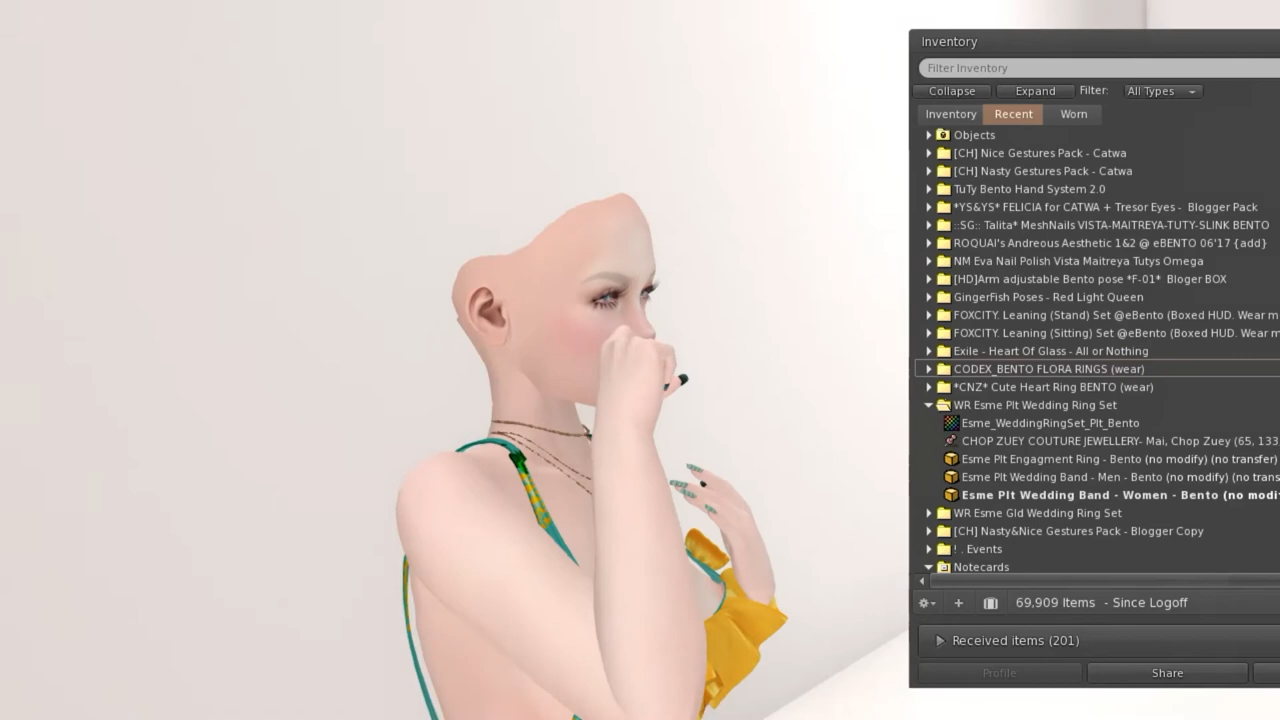 Inventory
Filter Inventory
Collapse Expand Filter: All Types
Inventory Recent Worn
Objects
[CH] Nice Gestures Pack - Catwa
[CH] Nasty Gestures Pack - Catwa
TuTy Bento Hand System 2.0
*YS&YS* FELICIA for CATWA + Tresor Eyes - Blogger Pack
::SG:: Talita* MeshNails VISTA-MAITREYA-TUTY-SLINK BENTO
ROQUAI's Andreous Aesthetic 1&2 @ eBENTO 06'17 {add}
NM Eva Nail Polish Vista Maitreya Tutys Omega
[HD]Arm adjustable Bento pose *F-01* Bloger BOX
GingerFish Poses - Red Light Queen
FOXCITY. Leaning (Stand) Set @eBento (Boxed HUD. Wear m
FOXCITY. Leaning (Sitting) Set @eBento (Boxed HUD. Wear m
Exile - Heart Of Glass - All or Nothing
CODEX_BENTO FLORA RINGS (wear)
*CNZ* Cute Heart Ring BENTO (wear)
WR Esme Plt Wedding Ring Set
Esme_WeddingRingSet_Plt_Bento
CHOP ZUEY COUTURE JEWELLERY- Mai, Chop Zuey (65, 133,
Esme Plt Engagment Ring - Bento (no modify) (no transfer)
Esme Plt Wedding Band - Men - Bento (no modify) (no trans
Esme Plt Wedding Band - Women - Bento (no modi
WR Esme Gld Wedding Ring Set
[CH] Nasty&Nice Gestures Pack - Blogger Copy
! . Events
Notecards
69,909 Items - Since Logoff
Received items (201)
Profile Share